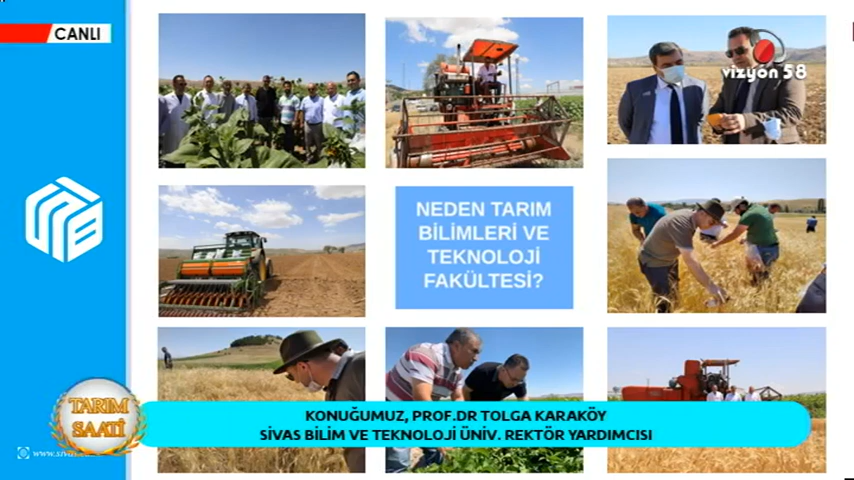 CANLI
vizyon 58
NEDEN TARIM
BİLİMLERİ VE
TEKNOLOJİ
FAKÜLTESİ?
TARIM
SAATİ
KONUĞUMUZ, PROF.DR TOLGA KARAKÖY
SİVAS BİLİM VE TEKNOLOJİ ÜNİV. REKTÖR YARDIMCISI